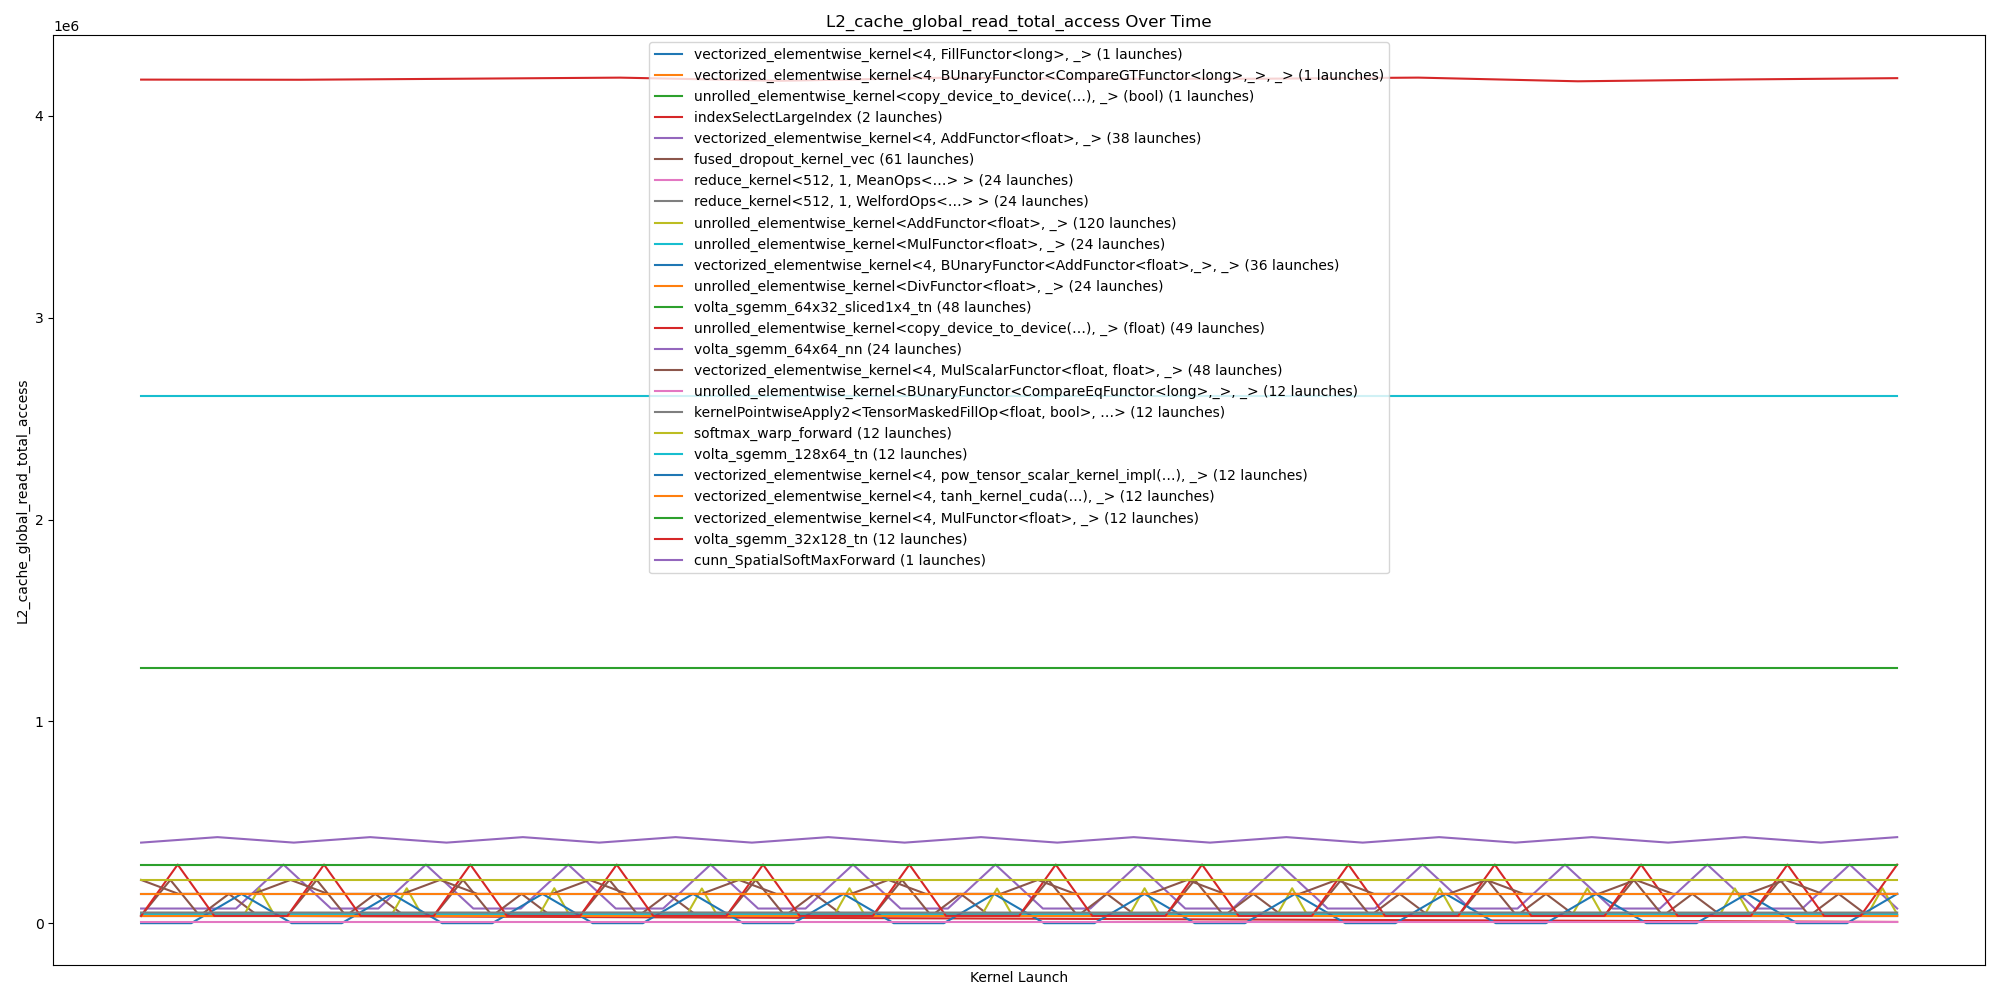 L2_cache_global_read_total_access Over Time
1e6
vectorized_elementwise_kernel<4, FillFunctor<long>, _> (1 launches)
vectorized_elementwise_kernel<4, BUnaryFunctor<CompareGTFunctor<long>,_>, _> (1 launches)
unrolled_elementwise_kernel<copy_device_to_device(...), _> (bool) (1 launches)
indexSelectLargeIndex (2 launches)
vectorized_elementwise_kernel<4, AddFunctor<float>, _> (38 launches)
fused_dropout_kernel_vec (61 launches)
reduce_kernel<512, 1, MeanOps<...> > (24 launches)
reduce_kernel<512, 1, WelfordOps<...> > (24 launches)
unrolled_elementwise_kernel<AddFunctor<float>, _> (120 launches)
unrolled_elementwise_kernel<MulFunctor<float>, _> (24 launches)
vectorized_elementwise_kernel<4, BUnaryFunctor<AddFunctor<float>,_>, _> (36 launches)
unrolled_elementwise_kernel<DivFunctor<float>, _> (24 launches)
volta_sgemm_64x32_sliced1x4_tn (48 launches)
unrolled_elementwise_kernel<copy_device_to_device(...), _> (float) (49 launches)
volta_sgemm_64x64_nn (24 launches)
vectorized_elementwise_kernel<4, MulScalarFunctor<float, float>, _> (48 launches)
unrolled_elementwise_kernel<BUnaryFunctor<CompareEqFunctor<long>,_>, _> (12 launches)
kernelPointwiseApply2<TensorMaskedFillOp<float, bool>, ...> (12 launches)
softmax_warp_forward (12 launches)
volta_sgemm_128x64_tn (12 launches)
vectorized_elementwise_kernel<4, pow_tensor_scalar_kernel_impl(...), _> (12 launches)
vectorized_elementwise_kernel<4, tanh_kernel_cuda(...), _> (12 launches)
vectorized_elementwise_kernel<4, MulFunctor<float>, _> (12 launches)
volta_sgemm_32x128_tn (12 launches)
cunn_SpatialSoftMaxForward (1 launches)
4
3
2
1
0
L2_cache_global_read_total_access
Kernel Launch